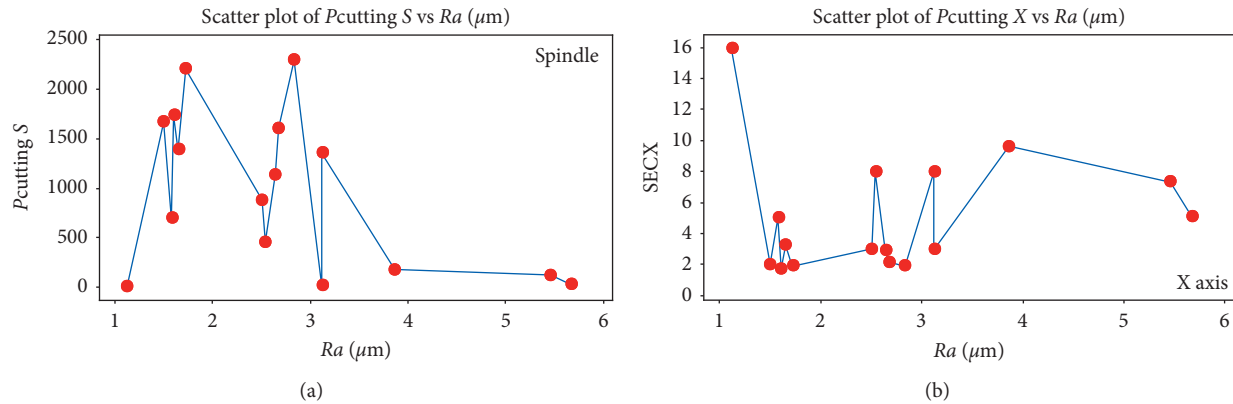 Scatter plot of Pcutting S vs Ra (μm)
2500
2000
1500
1000
500
0
Pcutting S
Spindle
1 2 3 4 5 6
Ra (μm)
(a)
Scatter plot of Pcutting X vs Ra (μm)
16
14
12
10
8
6
4
2
0
SECX
X axis
1 2 3 4 5 6
Ra (μm)
(b)